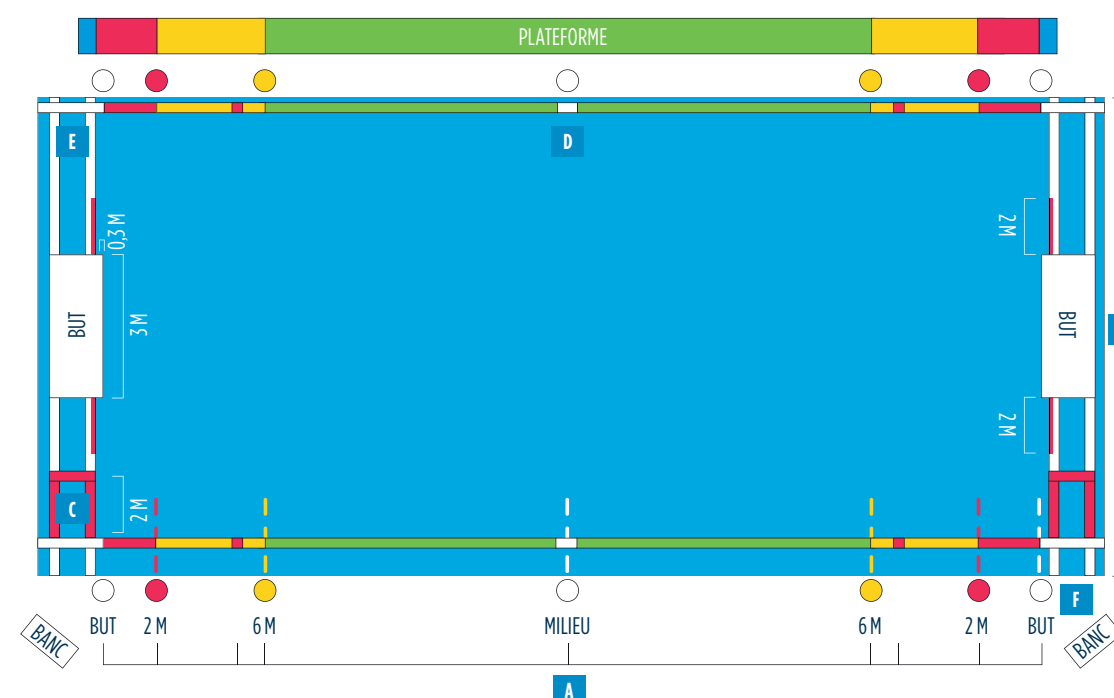 PLATEFORME
E
D
0,3 M
2 M
BUT
3 M
BUT
2 M
C
2 M
F
BANC
BUT
2 M
6 M
MILIEU
6 M
2 M
BUT
BANC
A